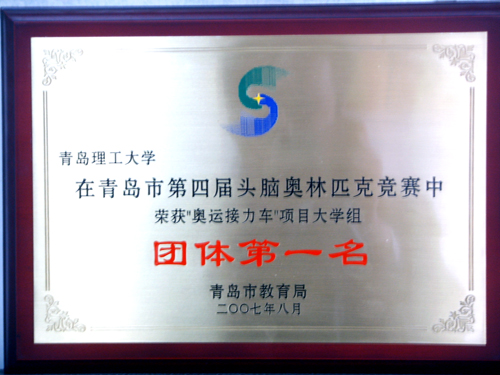 青岛理工大学
在青岛市第四届头脑奥林匹克竞赛中
荣获"奥运接力车"项目大学组
团体第一名
青岛市教育局
二〇〇七年八月